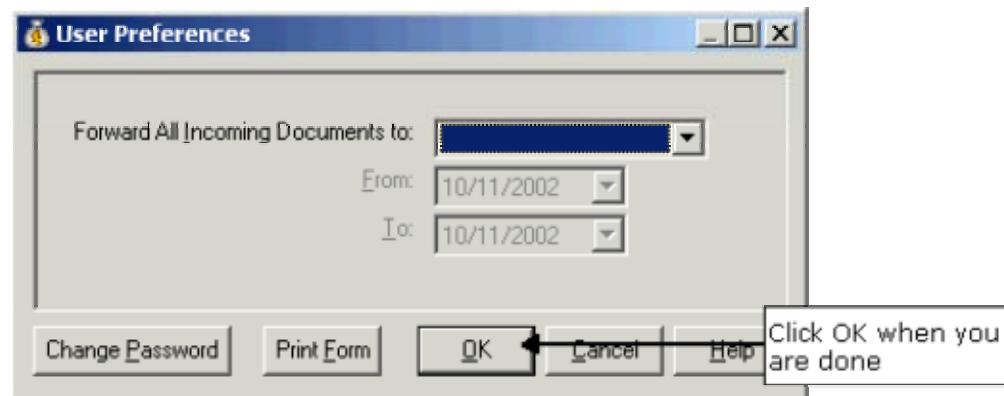 User Preferences
Forward All Incoming Documents to:
From: 10/11/2002
To: 10/11/2002
Change Password Print Form OK Cancel Help
Click OK when you
are done